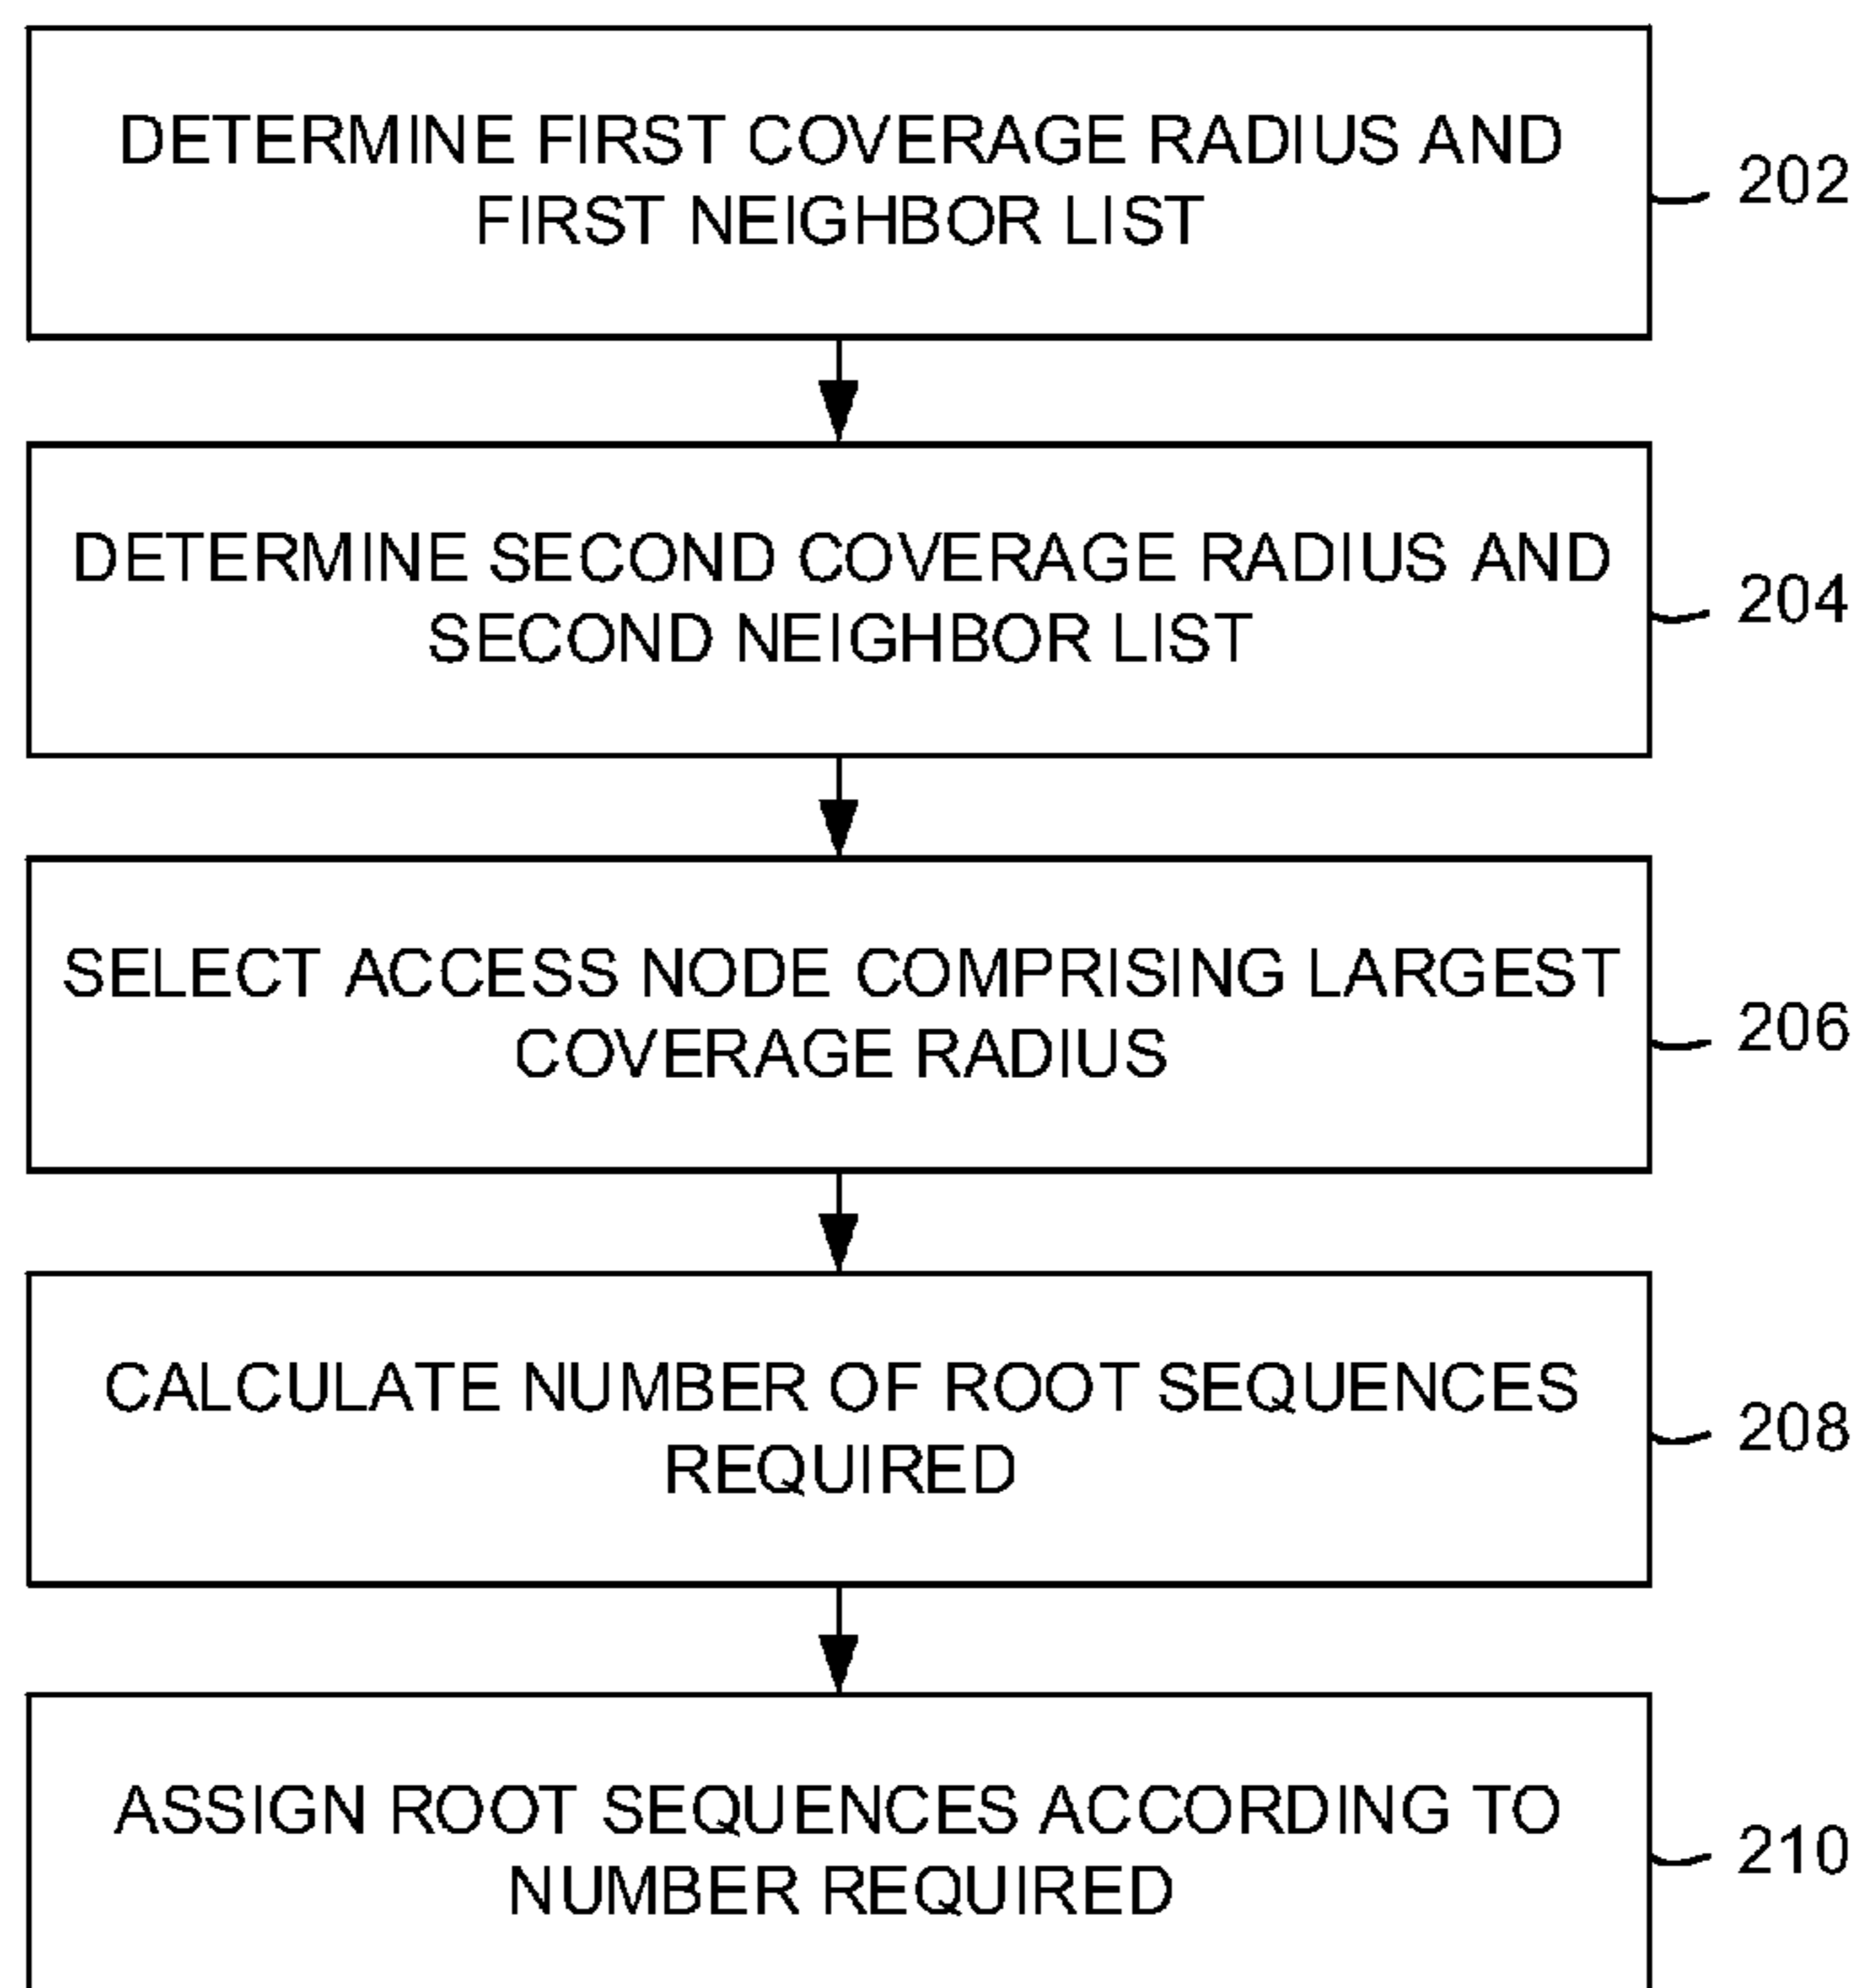 DETERMINE FIRST COVERAGE RADIUS AND
FIRST NEIGHBOR LIST
202
DETERMINE SECOND COVERAGE RADIUS AND
SECOND NEIGHBOR LIST
204
SELECT ACCESS NODE COMPRISING LARGEST
COVERAGE RADIUS
206
CALCULATE NUMBER OF ROOT SEQUENCES
REQUIRED
208
ASSIGN ROOT SEQUENCES ACCORDING TO
NUMBER REQUIRED
210